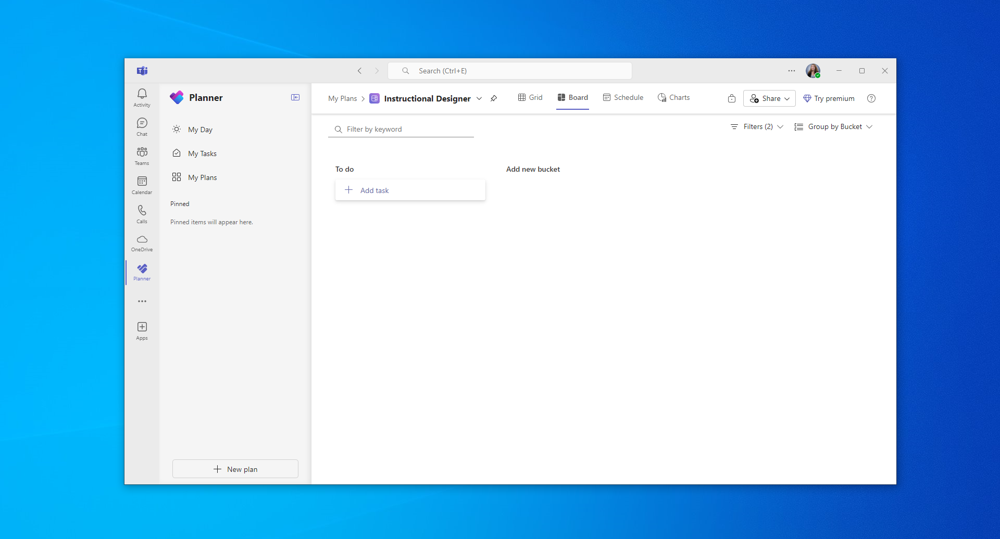 Search (Ctrl+E)
Activity
Chat
Teams
Calendar
Calls
OneDrive
Planner
Apps
Planner
My Day
My Tasks
My Plans
Pinned
Pinned items will appear here.
New plan
My Plans > Instructional Designer
Grid
Board
Schedule
Charts
Share
Try premium
Filter by keyword
Filters (2)
Group by Bucket
To do
Add new bucket
Add task